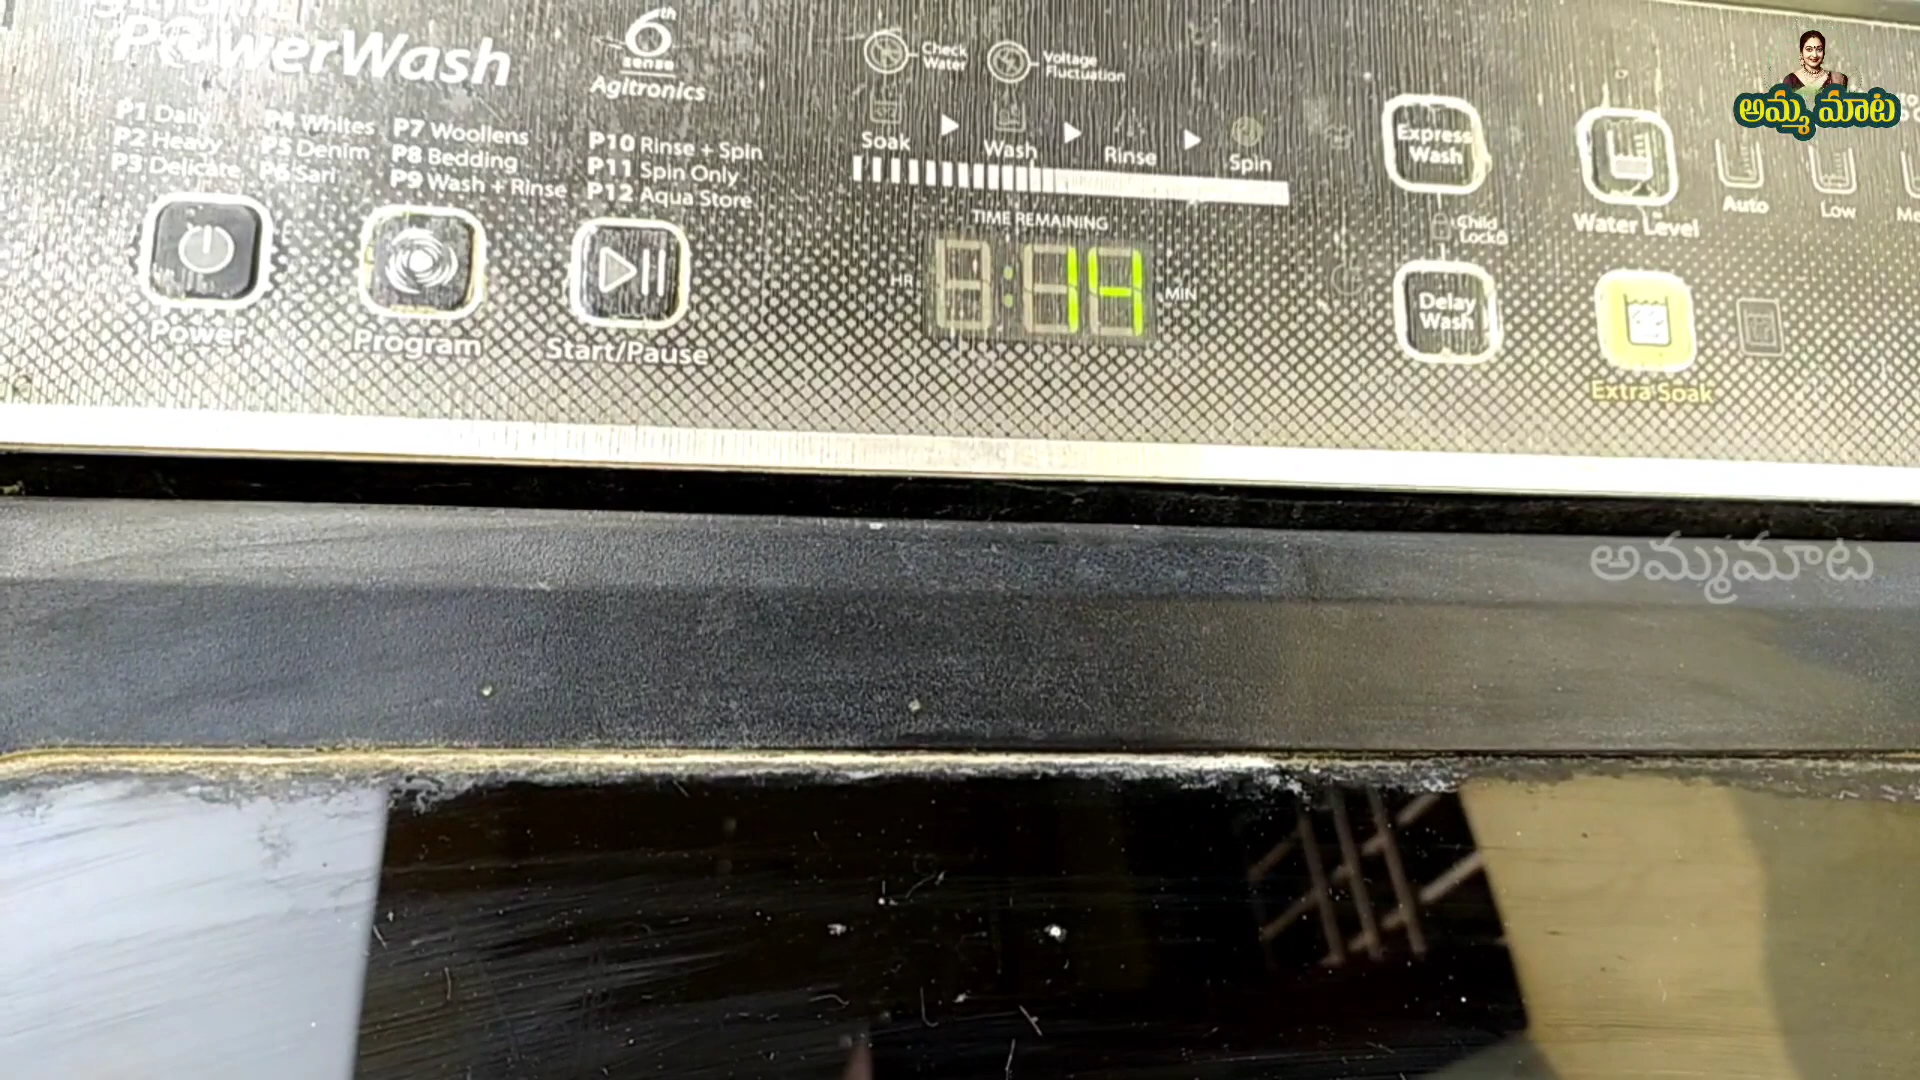 PowerWash
6th
sense
Agitronics
P1 Daily
P2 Heavy
P3 Delicate
P4 Whites
P5 Denim
P6 Sari
P7 Woollens
P8 Bedding
P9 Wash + Rinse
P10 Rinse + Spin
P11 Spin Only
P12 Aqua Store
Power
Program
Start/Pause
Check
Water
Voltage
Fluctuation
Soak
Wash
Rinse
Spin
TIME REMAINING
HR
14
MIN
Express
Wash
Child
Lock
Delay
Wash
Water Level
Auto
Low
Extra Soak
అమ్మ మాట
అమ్మమాట